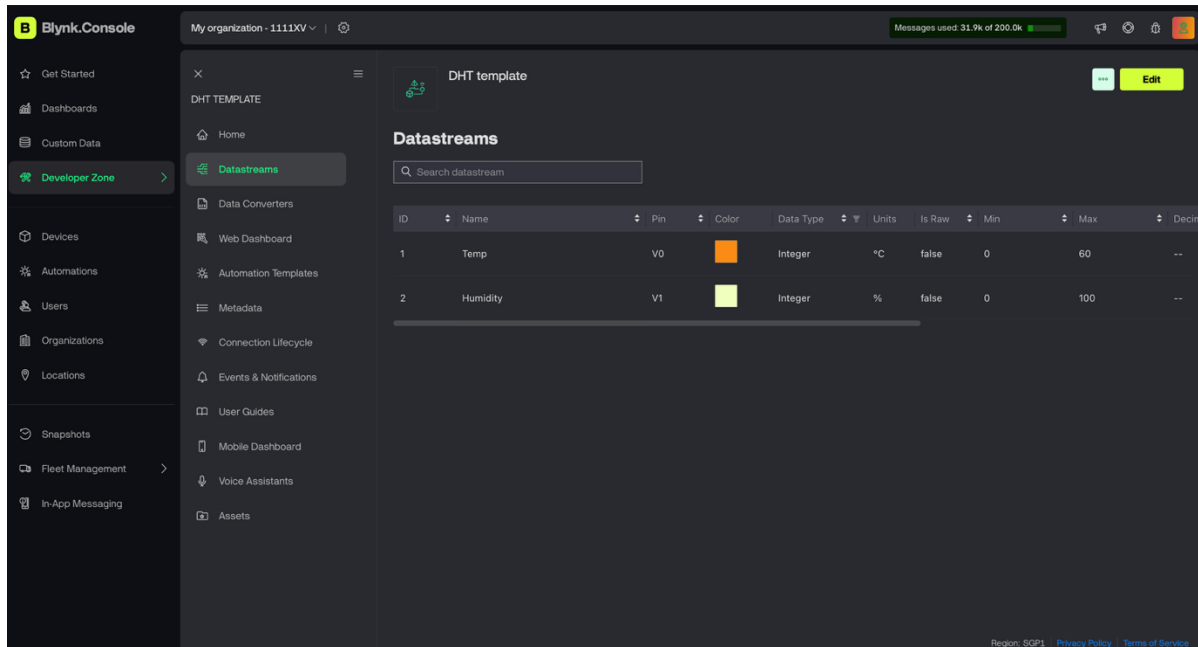 B Blynk.Console
My organization - 1111XV
Messages used: 31.9k of 200.0k
Get Started
Dashboards
Custom Data
Developer Zone
Devices
Automations
Users
Organizations
Locations
Snapshots
Fleet Management
In-App Messaging
DHT TEMPLATE
Home
Datastreams
Data Converters
Web Dashboard
Automation Templates
Metadata
Connection Lifecycle
Events & Notifications
User Guides
Mobile Dashboard
Voice Assistants
Assets
DHT template
Edit
Datastreams
Search datastream
ID Name Pin Color Data Type Units Is Raw Min Max Decim
1 Temp V0 Integer °C false 0 60 --
2 Humidity V1 Integer % false 0 100 --
Region: SGP1 Privacy Policy Terms of Service